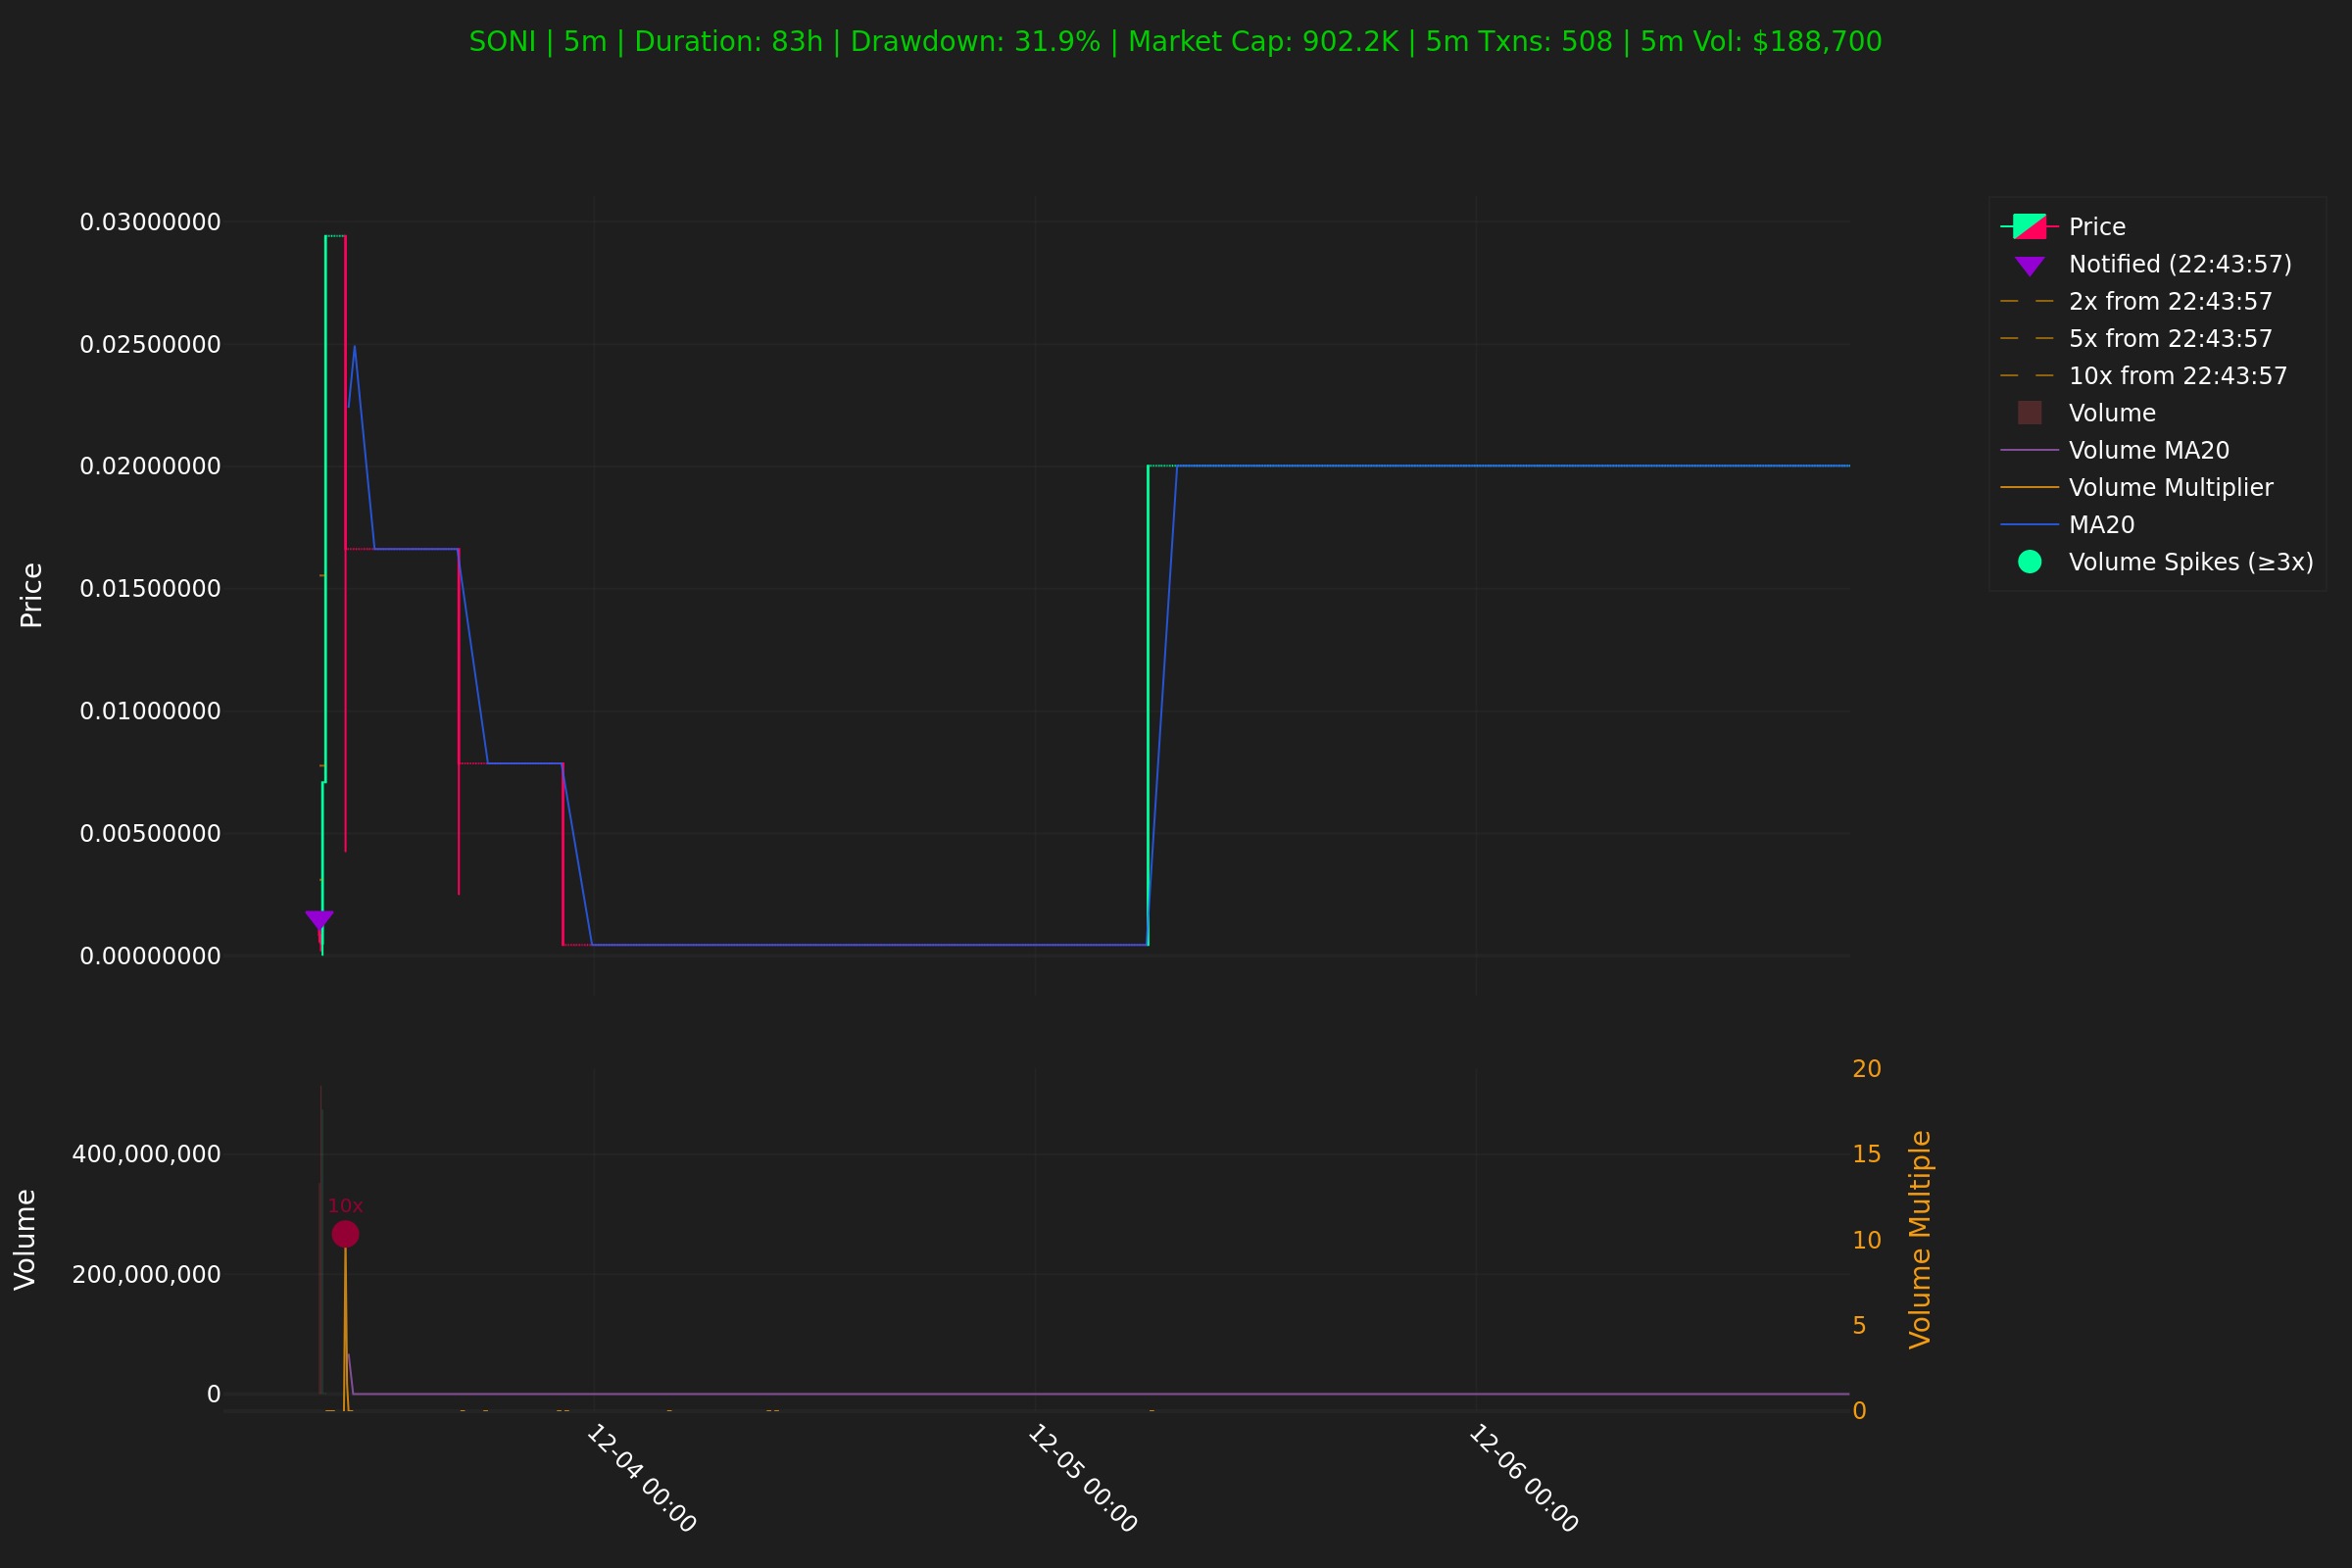 SONI | 5m | Duration: 83h | Drawdown: 31.9% | Market Cap: 902.2K | 5m Txns: 508 | 5m Vol: $188,700
Price
0.03000000
0.02500000
0.02000000
0.01500000
0.01000000
0.00500000
0.00000000
Price
Notified (22:43:57)
2x from 22:43:57
5x from 22:43:57
10x from 22:43:57
Volume
Volume MA20
Volume Multiplier
MA20
Volume Spikes (≥3x)
Volume
400,000,000
200,000,000
0
10x
20
15
10
5
0
Volume Multiple
12-04 00:00
12-05 00:00
12-06 00:00